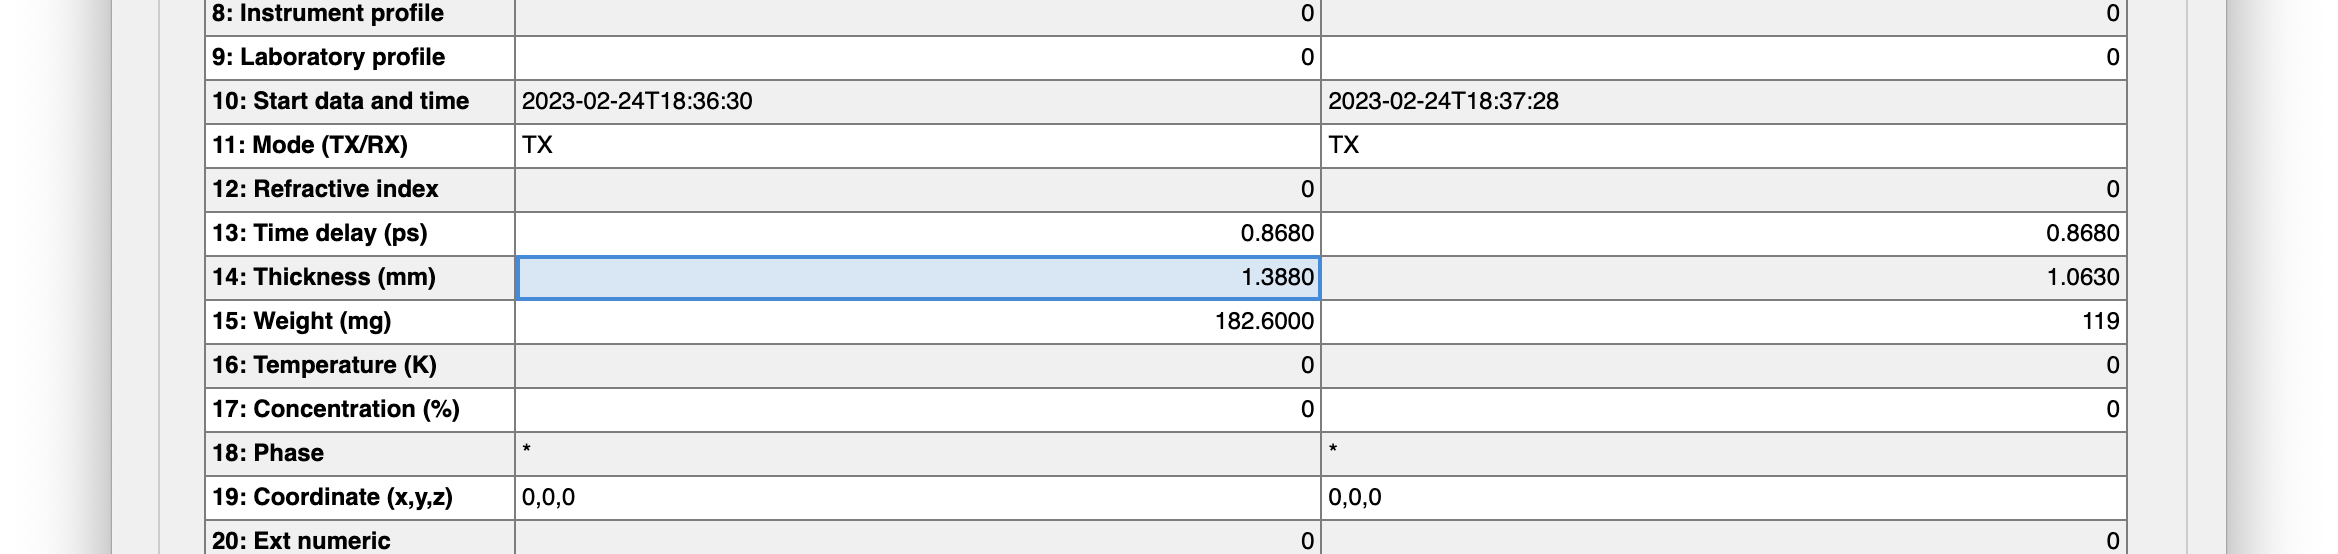 8: Instrument profile 0 0
9: Laboratory profile 0 0
10: Start data and time 2023-02-24T18:36:30 2023-02-24T18:37:28
11: Mode (TX/RX) TX TX
12: Refractive index 0 0
13: Time delay (ps) 0.8680 0.8680
14: Thickness (mm) 1.3880 1.0630
15: Weight (mg) 182.6000 119
16: Temperature (K) 0 0
17: Concentration (%) 0 0
18: Phase * *
19: Coordinate (x,y,z) 0,0,0 0,0,0
20: Ext numeric 0 0